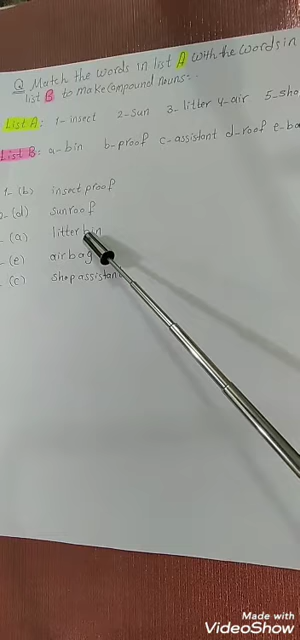 Q Match the words in list A with the words in
list B to make compound nouns:-
List A: 1- insect 2- sun 3- litter 4- air 5- sho
List B: a- bin b- proof c- assistant d- roof e- ba
1- (b) insect proof
- (d) sunroof
- (a) litter bin
- (e) air bag
- (c) shop assistant
Made with
VideoShow